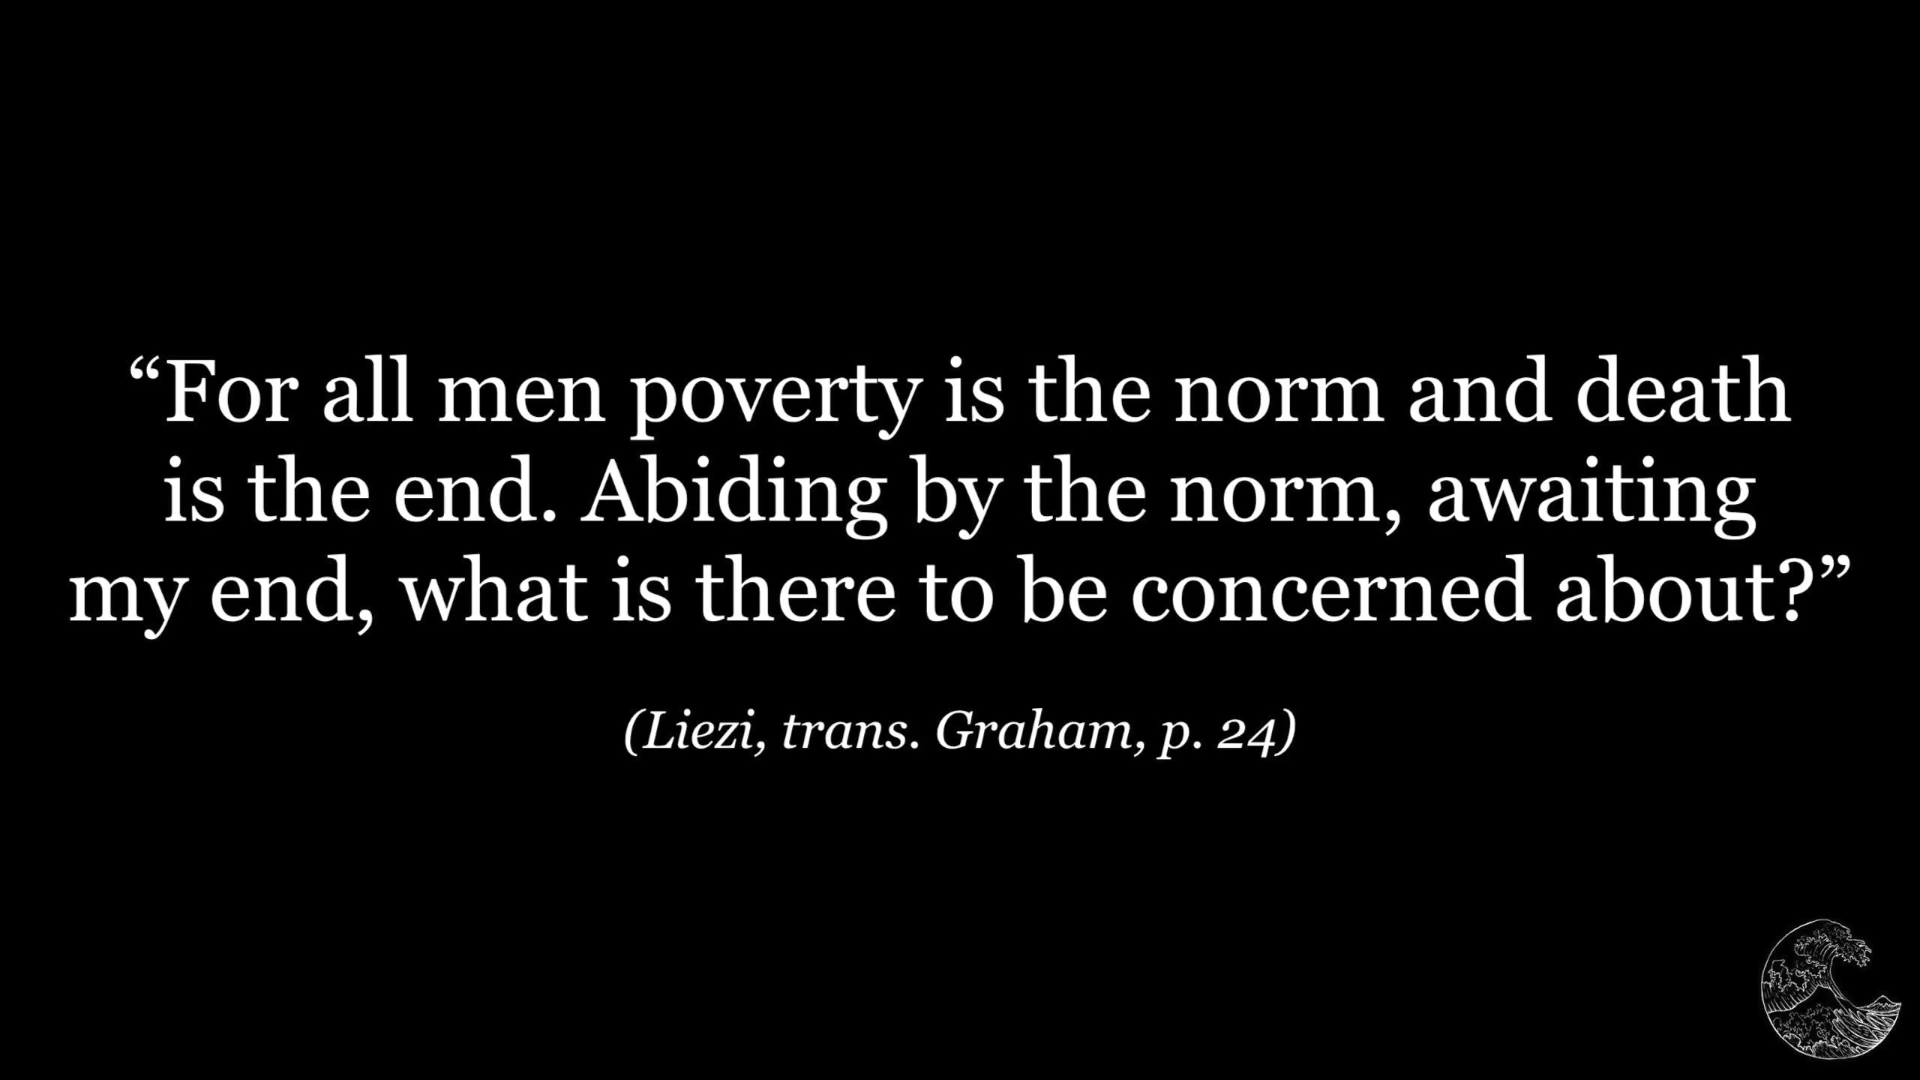 “For all men poverty is the norm and death
is the end. Abiding by the norm, awaiting
my end, what is there to be concerned about?”
(Liezi, trans. Graham, p. 24)